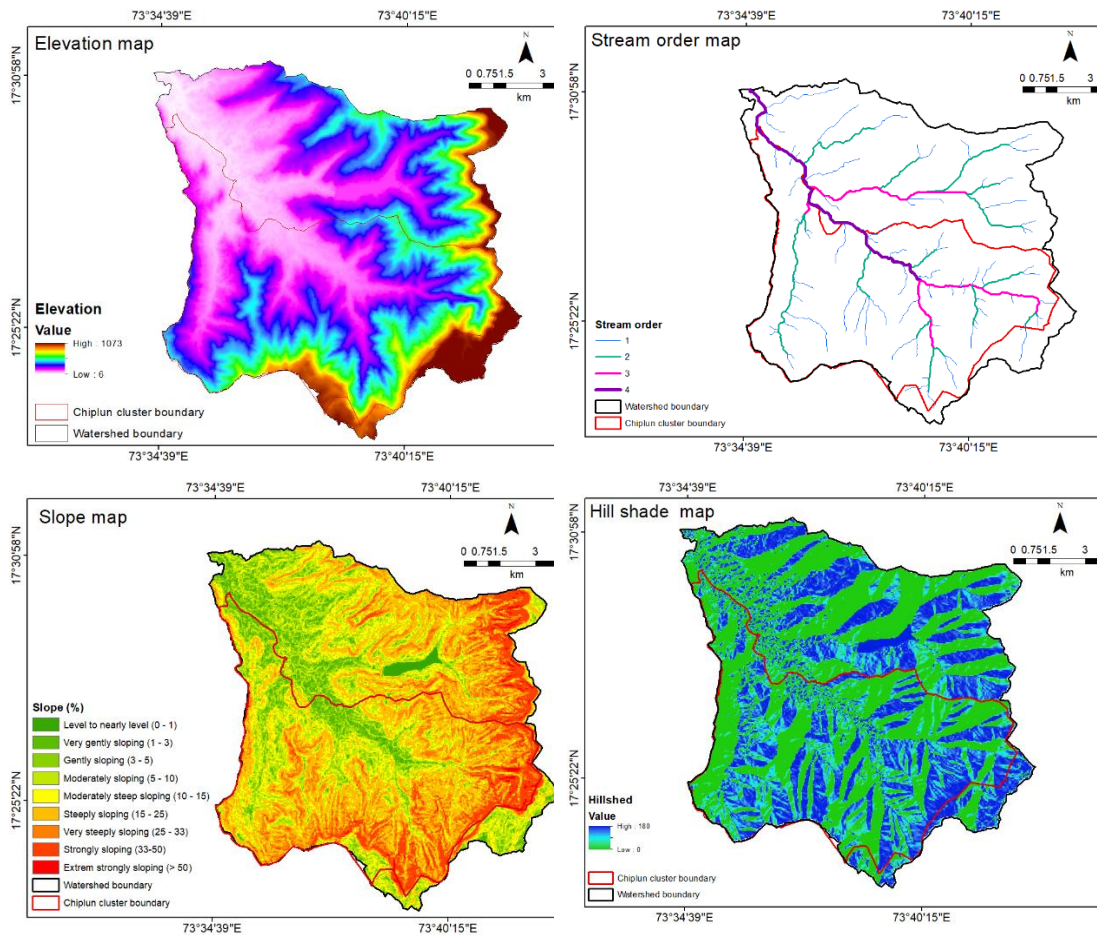 73°34'39"E 73°40'15"E
Elevation map
N
0 0.751.5 3
km
17°30'58"N
17°25'22"N
Elevation
Value
High : 1073
Low : 6
Chiplun cluster boundary
Watershed boundary
73°34'39"E 73°40'15"E
73°34'39"E 73°40'15"E
Stream order map
N
0 0.751.5 3
km
17°30'58"N
17°25'22"N
Stream order
1
2
3
4
Watershed boundary
Chiplun cluster boundary
73°34'39"E 73°40'15"E
73°34'39"E 73°40'15"E
Slope map
N
0 0.751.5 3
km
17°30'58"N
17°25'22"N
Slope (%)
Level to nearly level (0 - 1)
Very gently sloping (1 - 3)
Gently sloping (3 - 5)
Moderately sloping (5 - 10)
Moderately steep sloping (10 - 15)
Steeply sloping (15 - 25)
Very steeply sloping (25 - 33)
Strongly sloping (33-50)
Extrem strongly sloping (> 50)
Watershed boundary
Chiplun cluster boundary
73°34'39"E 73°40'15"E
73°34'39"E 73°40'15"E
Hill shade map
N
0 0.751.5 3
km
17°30'58"N
17°25'22"N
Hillshed
Value
High : 180
Low : 0
Chiplun cluster boundary
Watershed boundary
73°34'39"E 73°40'15"E